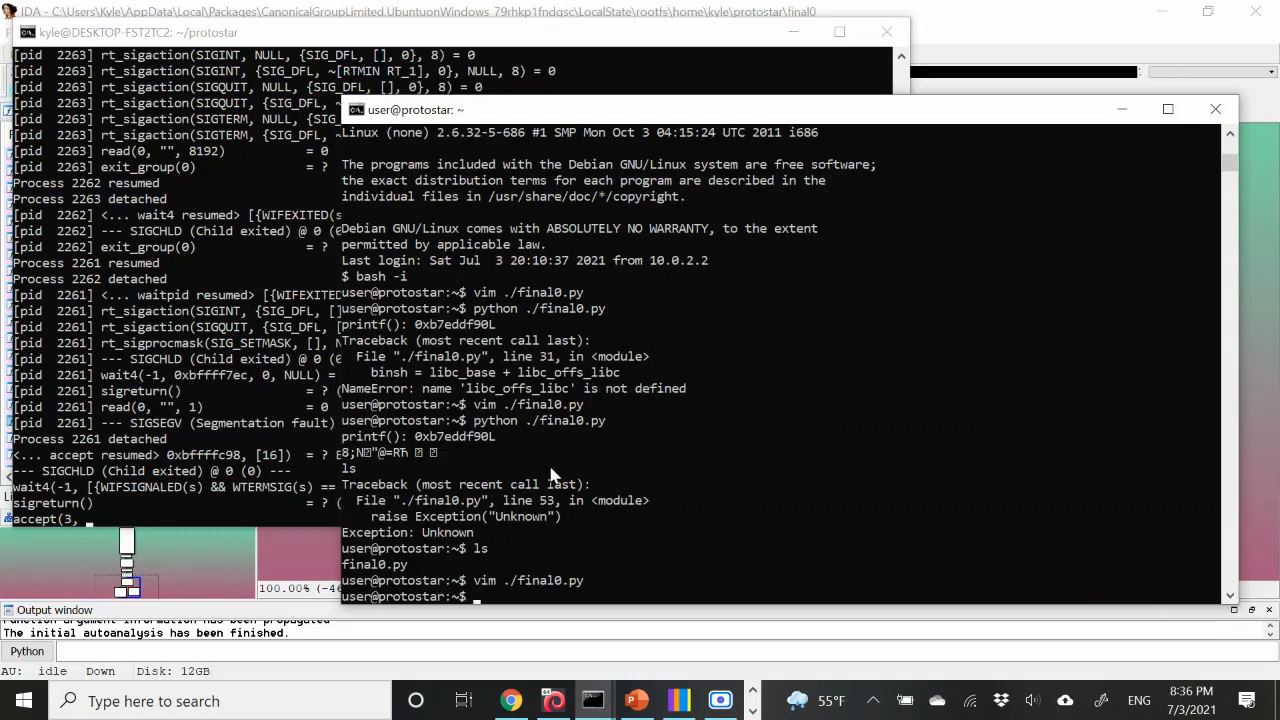 IDA - C:\Users\Kyle\AppData\Local\Packages\CanonicalGroupLimited.UbuntuonWindows_79rhkp1fndgsc\LocalState\rootfs\home\kyle\protostar\final0
kyle@DESKTOP-FST2TC2: ~/protostar
[pid  2263] rt_sigaction(SIGINT, NULL, {SIG_DFL, [], 0}, 8) = 0
[pid  2263] rt_sigaction(SIGINT, {SIG_DFL, ~[RTMIN RT_1], 0}, NULL, 8) = 0
[pid  2263] rt_sigaction(SIGQUIT, NULL, {SIG_DFL, [], 0}, 8) = 0
[pid  2263] rt_sigaction(SIGQUIT, {SIG_DFL, ~
[pid  2263] rt_sigaction(SIGTERM, NULL, {SIG_
[pid  2263] rt_sigaction(SIGTERM, {SIG_DFL, ~
[pid  2263] read(0, "", 8192)           = 0
[pid  2263] exit_group(0)               = ?
Process 2262 resumed
Process 2263 detached
[pid  2262] <... wait4 resumed> [{WIFEXITED(s
[pid  2262] --- SIGCHLD (Child exited) @ 0 (0
[pid  2262] exit_group(0)               = ?
Process 2261 resumed
Process 2262 detached
[pid  2261] <... waitpid resumed> [{WIFEXITED
[pid  2261] rt_sigaction(SIGINT, {SIG_DFL, []
[pid  2261] rt_sigaction(SIGQUIT, {SIG_DFL, [
[pid  2261] rt_sigprocmask(SIG_SETMASK, [], N
[pid  2261] --- SIGCHLD (Child exited) @ 0 (0
[pid  2261] wait4(-1, 0xbffff7ec, 0, NULL) =
[pid  2261] sigreturn()                 = ? (
[pid  2261] read(0, "", 1)              = 0
[pid  2261] --- SIGSEGV (Segmentation fault)
Process 2261 detached
<... accept resumed> 0xbffffc98, [16])  = ? E
--- SIGCHLD (Child exited) @ 0 (0) ---
wait4(-1, [{WIFSIGNALED(s) && WTERMSIG(s) ==
sigreturn()                             = ? (
accept(3,
user@protostar: ~
Linux (none) 2.6.32-5-686 #1 SMP Mon Oct 3 04:15:24 UTC 2011 i686
The programs included with the Debian GNU/Linux system are free software;
the exact distribution terms for each program are described in the
individual files in /usr/share/doc/*/copyright.
Debian GNU/Linux comes with ABSOLUTELY NO WARRANTY, to the extent
permitted by applicable law.
Last login: Sat Jul  3 20:10:37 2021 from 10.0.2.2
$ bash -i
user@protostar:~$ vim ./final0.py
user@protostar:~$ python ./final0.py
printf(): 0xb7eddf90L
Traceback (most recent call last):
  File "./final0.py", line 31, in <module>
    binsh = libc_base + libc_offs_libc
NameError: name 'libc_offs_libc' is not defined
user@protostar:~$ vim ./final0.py
user@protostar:~$ python ./final0.py
printf(): 0xb7eddf90L
ls
Traceback (most recent call last):
  File "./final0.py", line 53, in <module>
    raise Exception("Unknown")
Exception: Unknown
user@protostar:~$ ls
final0.py
user@protostar:~$ vim ./final0.py
user@protostar:~$
100.00% (-4
Output window
Function argument information has been propagated
The initial autoanalysis has been finished.
Python
AU: idle Down Disk: 12GB
Type here to search
64
55°F
ENG
8:36 PM
7/3/2021